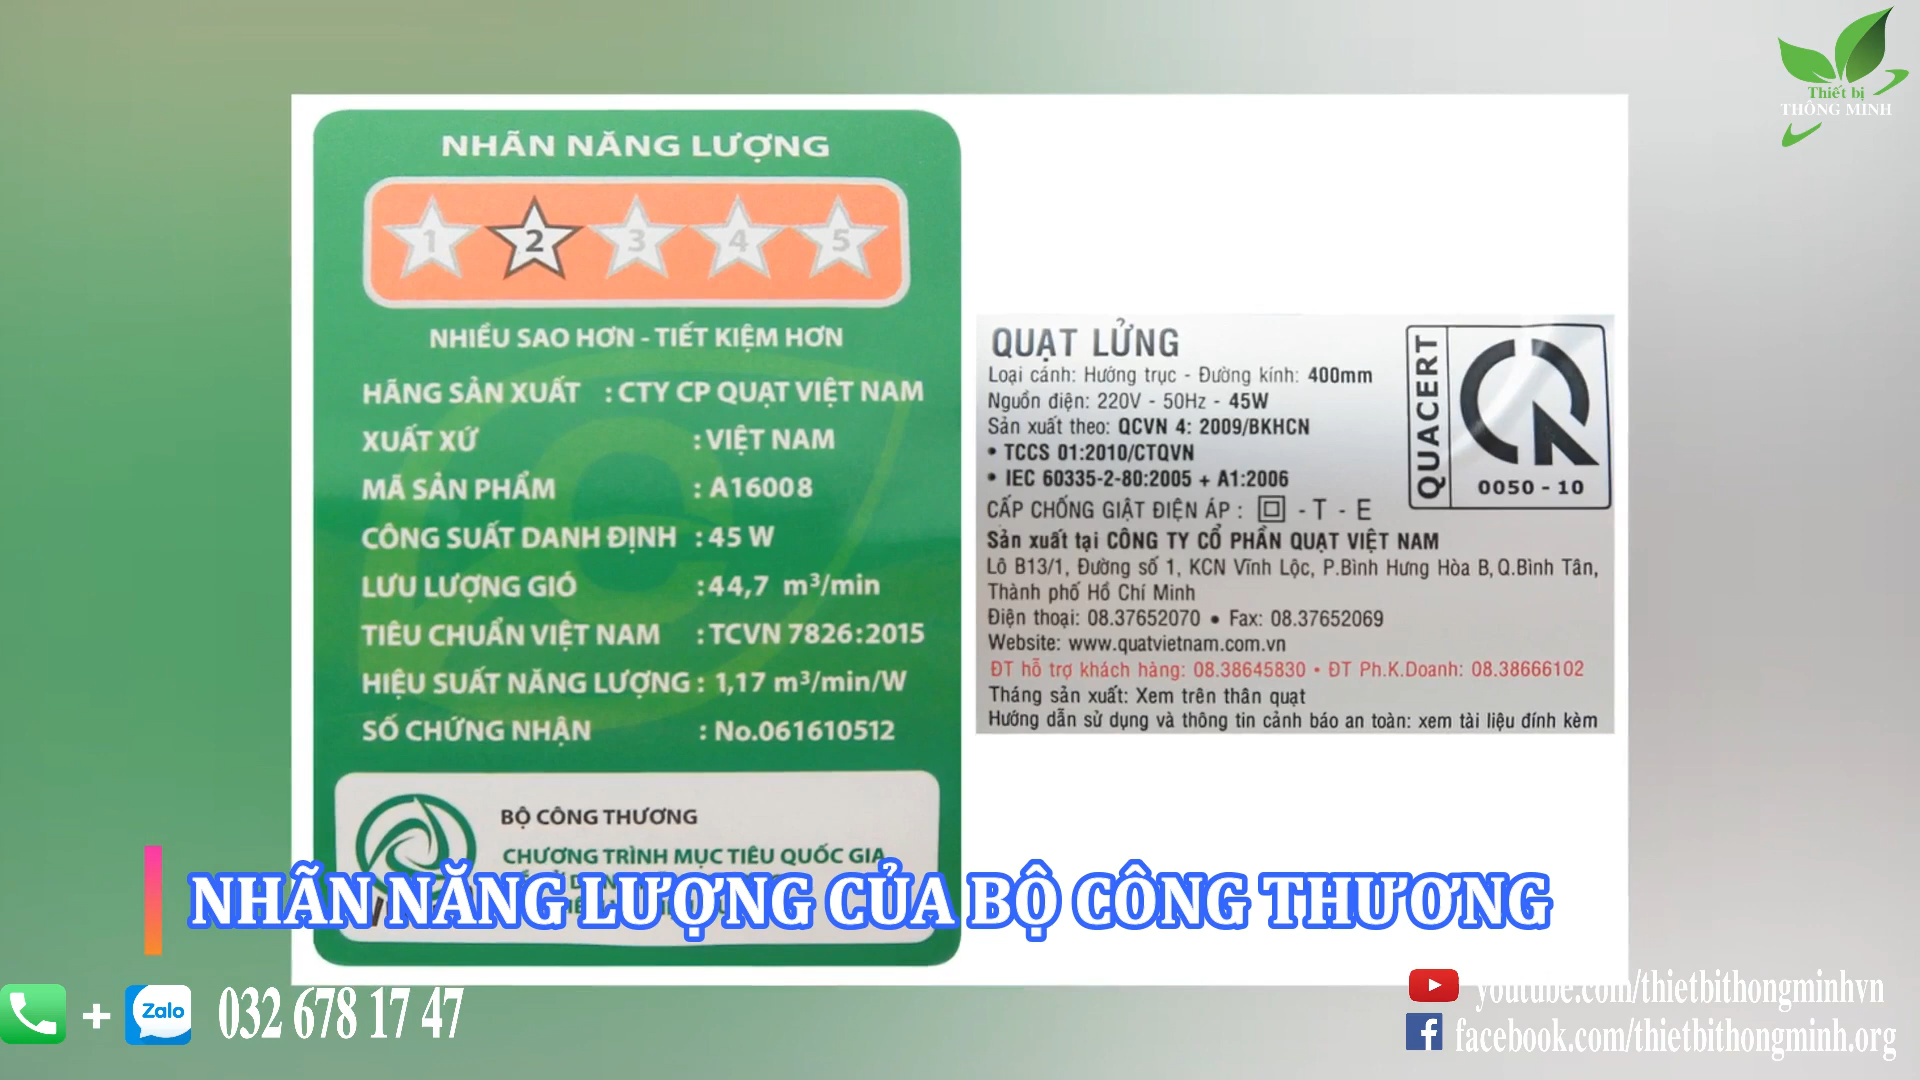 Thiết bị
THÔNG MINH
NHÃN NĂNG LƯỢNG
1 2 3 4 5
NHIỀU SAO HƠN - TIẾT KIỆM HƠN
HÃNG SẢN XUẤT : CTY CP QUẠT VIỆT NAM
XUẤT XỨ : VIỆT NAM
MÃ SẢN PHẨM : A16008
CÔNG SUẤT DANH ĐỊNH : 45 W
LƯU LƯỢNG GIÓ : 44,7 m³/min
TIÊU CHUẨN VIỆT NAM : TCVN 7826:2015
HIỆU SUẤT NĂNG LƯỢNG : 1,17 m³/min/W
SỐ CHỨNG NHẬN : No.061610512
BỘ CÔNG THƯƠNG
CHƯƠNG TRÌNH MỤC TIÊU QUỐC GIA
QUẠT LỬNG
Loại cánh: Hướng trục - Đường kính: 400mm
Nguồn điện: 220V - 50Hz - 45W
Sản xuất theo: QCVN 4: 2009/BKHCN
• TCCS 01:2010/CTQVN
• IEC 60335-2-80:2005 + A1:2006
CẤP CHỐNG GIẬT ĐIỆN ÁP : - T - E
Sản xuất tại CÔNG TY CỔ PHẦN QUẠT VIỆT NAM
Lô B13/1, Đường số 1, KCN Vĩnh Lộc, P.Bình Hưng Hòa B, Q.Bình Tân,
Thành phố Hồ Chí Minh
Điện thoại: 08.37652070 • Fax: 08.37652069
Website: www.quatvietnam.com.vn
ĐT hỗ trợ khách hàng: 08.38645830 • ĐT Ph.K.Doanh: 08.38666102
Tháng sản xuất: Xem trên thân quạt
Hướng dẫn sử dụng và thông tin cảnh báo an toàn: xem tài liệu đính kèm
QUACERT
0050 - 10
NHÃN NĂNG LƯỢNG CỦA BỘ CÔNG THƯƠNG
+ Zalo 032 678 17 47
youtube.com/thietbithongminhvn
facebook.com/thietbithongminh.org